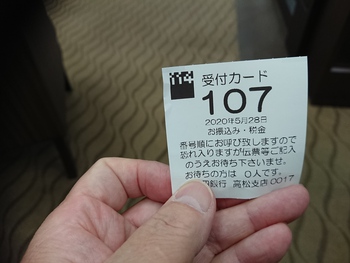 受付カード
107
2020年5月28日
お振込み・税金
番号順にお呼び致しますので
恐れ入りますが伝票等ご記入
のうえお待ち下さいませ。
お待ちの方は 0人です。
銀行 高松支店 0017